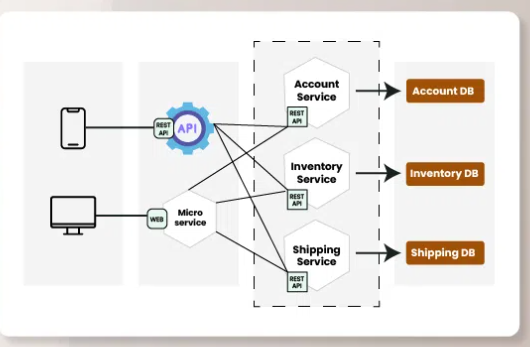 REST
API
API
Account
Service
REST
API
Account DB
Inventory
Service
REST
API
Inventory DB
WEB
Micro
service
Shipping
Service
REST
API
Shipping DB